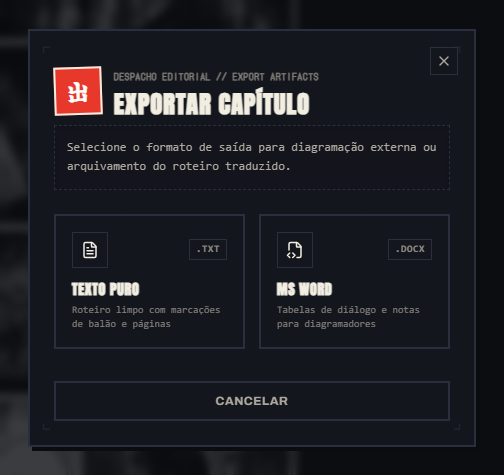 出
DESPACHO EDITORIAL // EXPORT ARTIFACTS
EXPORTAR CAPÍTULO
Selecione o formato de saída para diagramação externa ou
arquivamento do roteiro traduzido.
.TXT
TEXTO PURO
Roteiro limpo com marcações
de balão e páginas
.DOCX
MS WORD
Tabelas de diálogo e notas
para diagramadores
CANCELAR